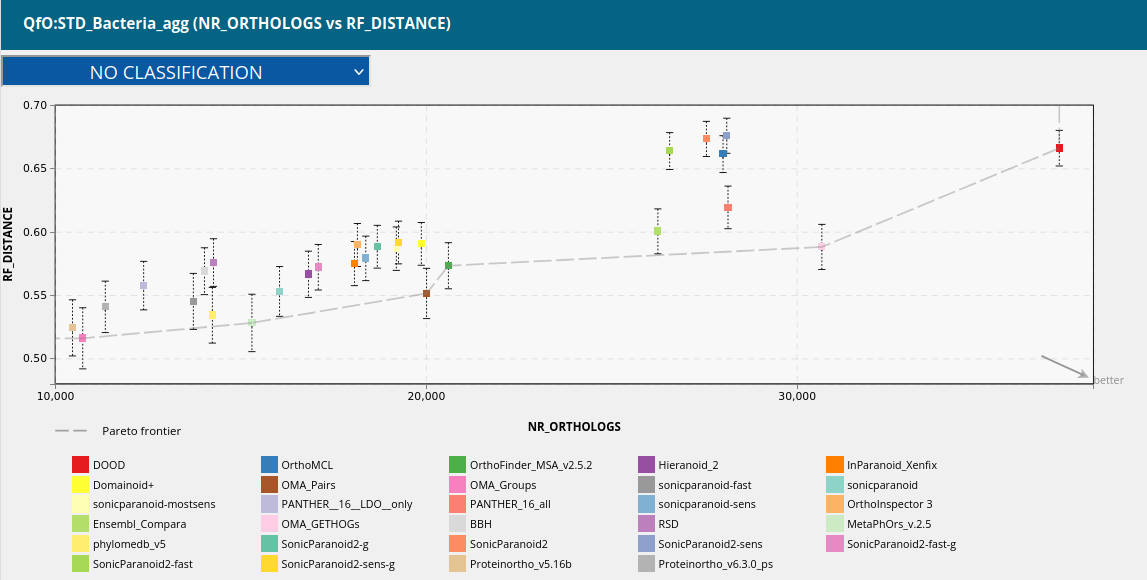 QfO:STD_Bacteria_agg (NR_ORTHOLOGS vs RF_DISTANCE)
NO CLASSIFICATION
0.70
0.65
0.60
0.55
0.50
RF_DISTANCE
better
10,000 20,000 30,000
NR_ORTHOLOGS
Pareto frontier
DOOD OrthoMCL OrthoFinder_MSA_v2.5.2 Hieranoid_2 InParanoid_Xenfix
Domainoid+ OMA_Pairs OMA_Groups sonicparanoid-fast sonicparanoid
sonicparanoid-mostsens PANTHER__16__LDO__only PANTHER_16_all sonicparanoid-sens OrthoInspector 3
Ensembl_Compara OMA_GETHOGs BBH RSD MetaPhOrs_v.2.5
phylomedb_v5 SonicParanoid2-g SonicParanoid2 SonicParanoid2-sens SonicParanoid2-fast-g
SonicParanoid2-fast SonicParanoid2-sens-g Proteinortho_v5.16b Proteinortho_v6.3.0_ps